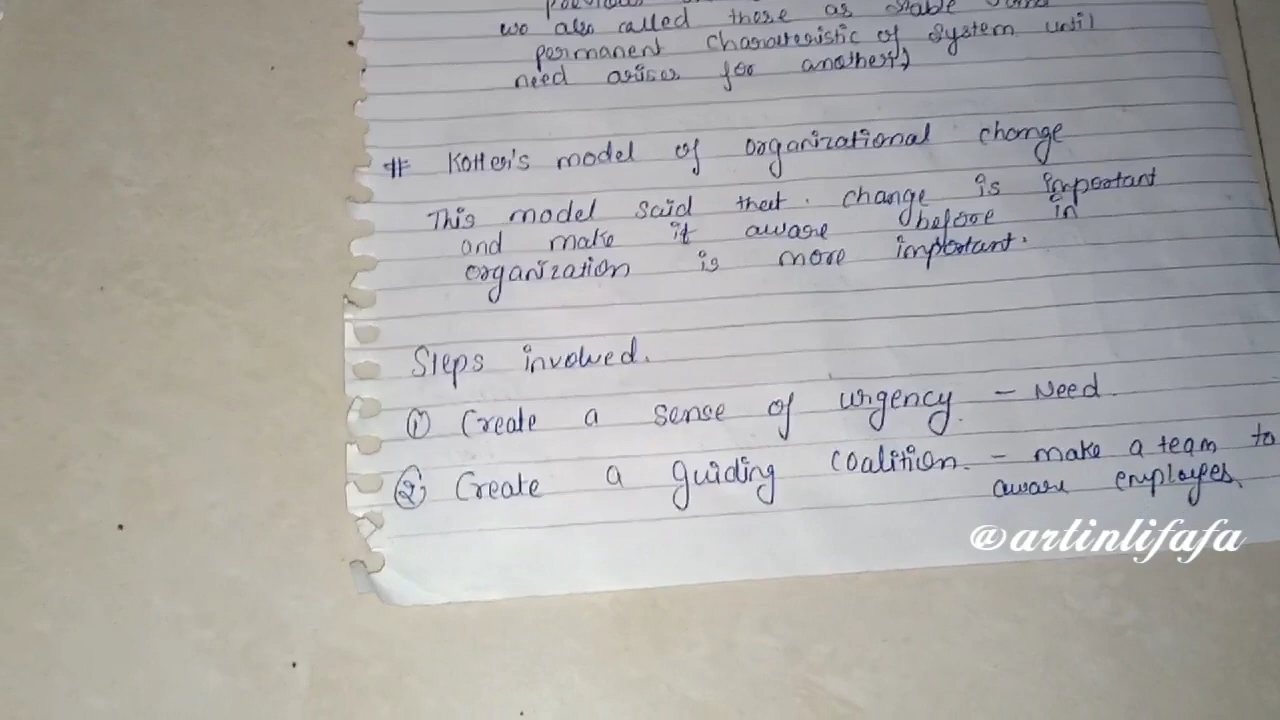 we also called these as stable
permanent characteristic of system until
need arises for another)
# Kotter's model of organizational change
This model said that change is important
and make it aware before in
organization is more important.
Steps involved.
① Create a sense of urgency. - Need.
② Create a guiding coalition. - make a team to
aware employes.
@artinlifafa